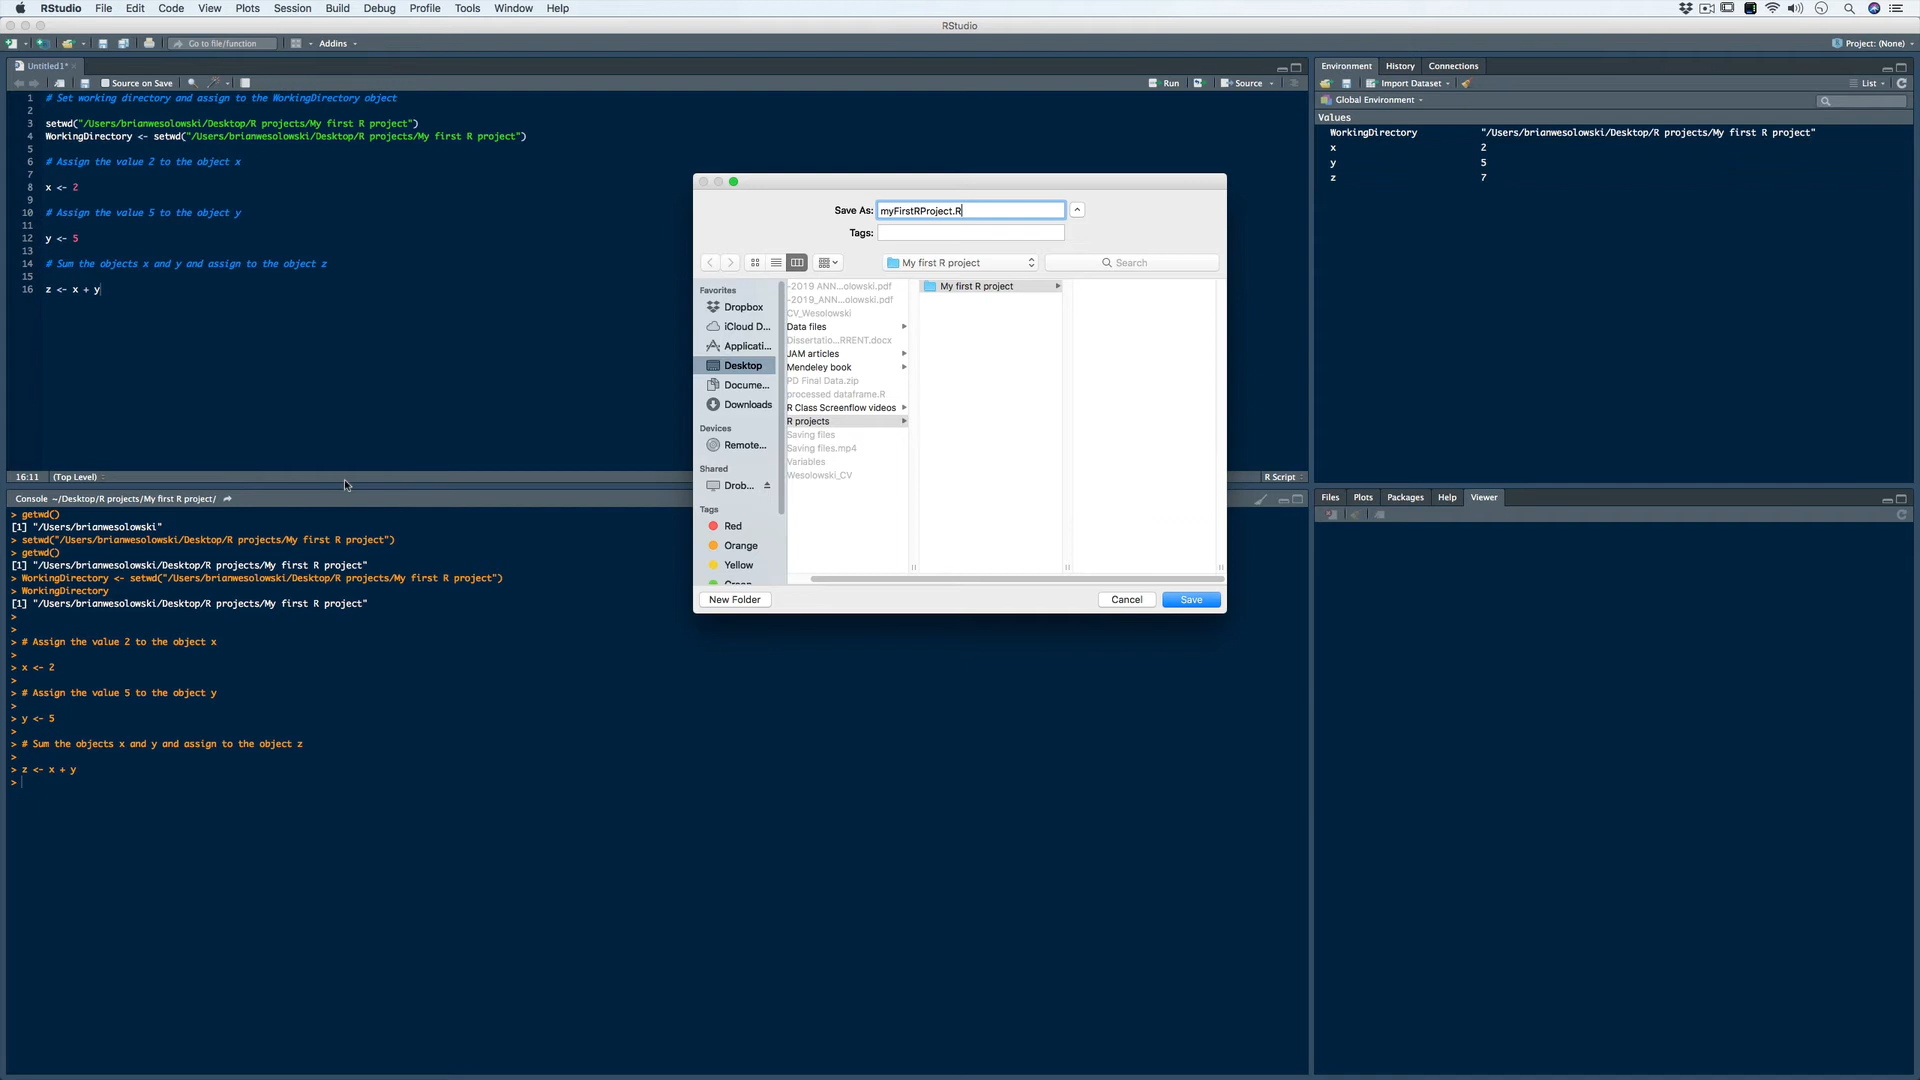 RStudio File Edit Code View Plots Session Build Debug Profile Tools Window Help
RStudio
Go to file/function Addins Project: (None)
Untitled1*
Source on Save Run Source
1 # Set working directory and assign to the WorkingDirectory object
2
3 setwd("/Users/brianwesolowski/Desktop/R projects/My first R project")
4 WorkingDirectory <- setwd("/Users/brianwesolowski/Desktop/R projects/My first R project")
5
6 # Assign the value 2 to the object x
7
8 x <- 2
9
10 # Assign the value 5 to the object y
11
12 y <- 5
13
14 # Sum the objects x and y and assign to the object z
15
16 z <- x + y
16:11 (Top Level) R Script
Console ~/Desktop/R projects/My first R project/
> getwd()
[1] "/Users/brianwesolowski"
> setwd("/Users/brianwesolowski/Desktop/R projects/My first R project")
> getwd()
[1] "/Users/brianwesolowski/Desktop/R projects/My first R project"
> WorkingDirectory <- setwd("/Users/brianwesolowski/Desktop/R projects/My first R project")
> WorkingDirectory
[1] "/Users/brianwesolowski/Desktop/R projects/My first R project"
>
>
> # Assign the value 2 to the object x
>
> x <- 2
>
> # Assign the value 5 to the object y
>
> y <- 5
>
> # Sum the objects x and y and assign to the object z
>
> z <- x + y
>
Save As: myFirstRProject.R
Tags:
My first R project Search
Favorites
Dropbox
iCloud D...
Applicati...
Desktop
Docume...
Downloads
Devices
Remote...
Shared
Drob...
Tags
Red
Orange
Yellow
Green
-2019 ANN...olowski.pdf
-2019_ANN...olowski.pdf
CV_Wesolowski
Data files
Dissertatio...RRENT.docx
JAM articles
Mendeley book
PD Final Data.zip
processed dataframe.R
R Class Screenflow videos
R projects
Saving files
Saving files.mp4
Variables
Wesolowski_CV
My first R project
New Folder Cancel Save
Environment History Connections
Import Dataset List
Global Environment
Values
WorkingDirectory "/Users/brianwesolowski/Desktop/R projects/My first R project"
x 2
y 5
z 7
Files Plots Packages Help Viewer